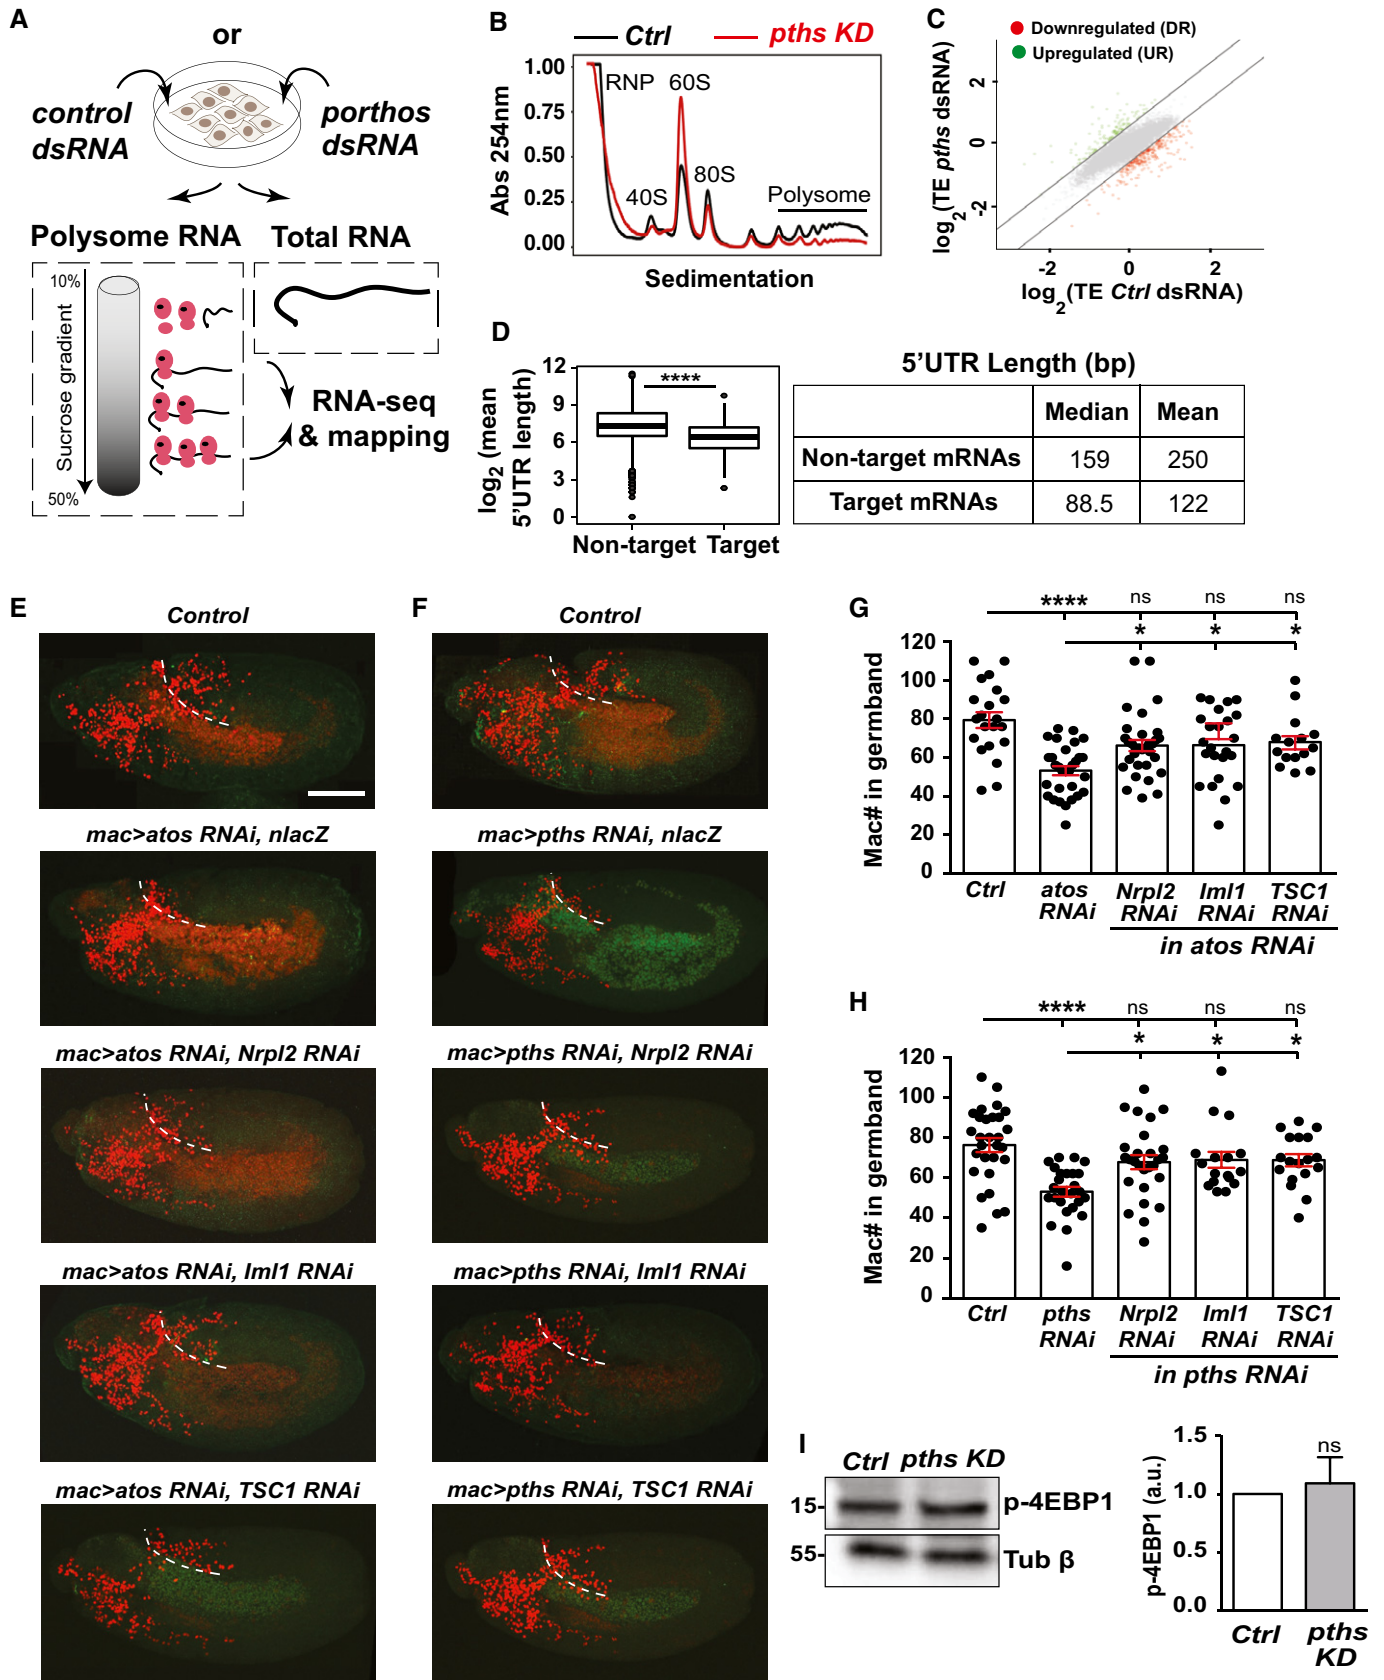 A
or
control
dsRNA
porthos
dsRNA
Polysome RNA
Total RNA
10%
Sucrose gradient
50%
RNA-seq
& mapping
B
Ctrl
pths KD
Abs 254nm
1.00
0.75
0.50
0.25
0.00
RNP
60S
40S
80S
Polysome
Sedimentation
C
Downregulated (DR)
Upregulated (UR)
log2(TE pths dsRNA)
2
0
-2
-2
0
2
log2(TE Ctrl dsRNA)
D
log2 (mean
5'UTR length)
12
9
6
3
0
****
Non-target
Target
5'UTR Length (bp)
Median
Mean
Non-target mRNAs
159
250
Target mRNAs
88.5
122
E
Control
mac>atos RNAi, nlacZ
mac>atos RNAi, Nrpl2 RNAi
mac>atos RNAi, Iml1 RNAi
mac>atos RNAi, TSC1 RNAi
F
Control
mac>pths RNAi, nlacZ
mac>pths RNAi, Nrpl2 RNAi
mac>pths RNAi, Iml1 RNAi
mac>pths RNAi, TSC1 RNAi
G
****
ns
ns
ns
*
*
*
Mac# in germband
120
100
80
60
40
20
0
Ctrl
atos
RNAi
Nrpl2
RNAi
Iml1
RNAi
TSC1
RNAi
in atos RNAi
H
****
ns
ns
ns
*
*
*
Mac# in germband
120
100
80
60
40
20
0
Ctrl
pths
RNAi
Nrpl2
RNAi
Iml1
RNAi
TSC1
RNAi
in pths RNAi
I
Ctrl
pths KD
15-
p-4EBP1
55-
Tub β
p-4EBP1 (a.u.)
1.5
1.0
0.5
0.0
ns
Ctrl
pths
KD